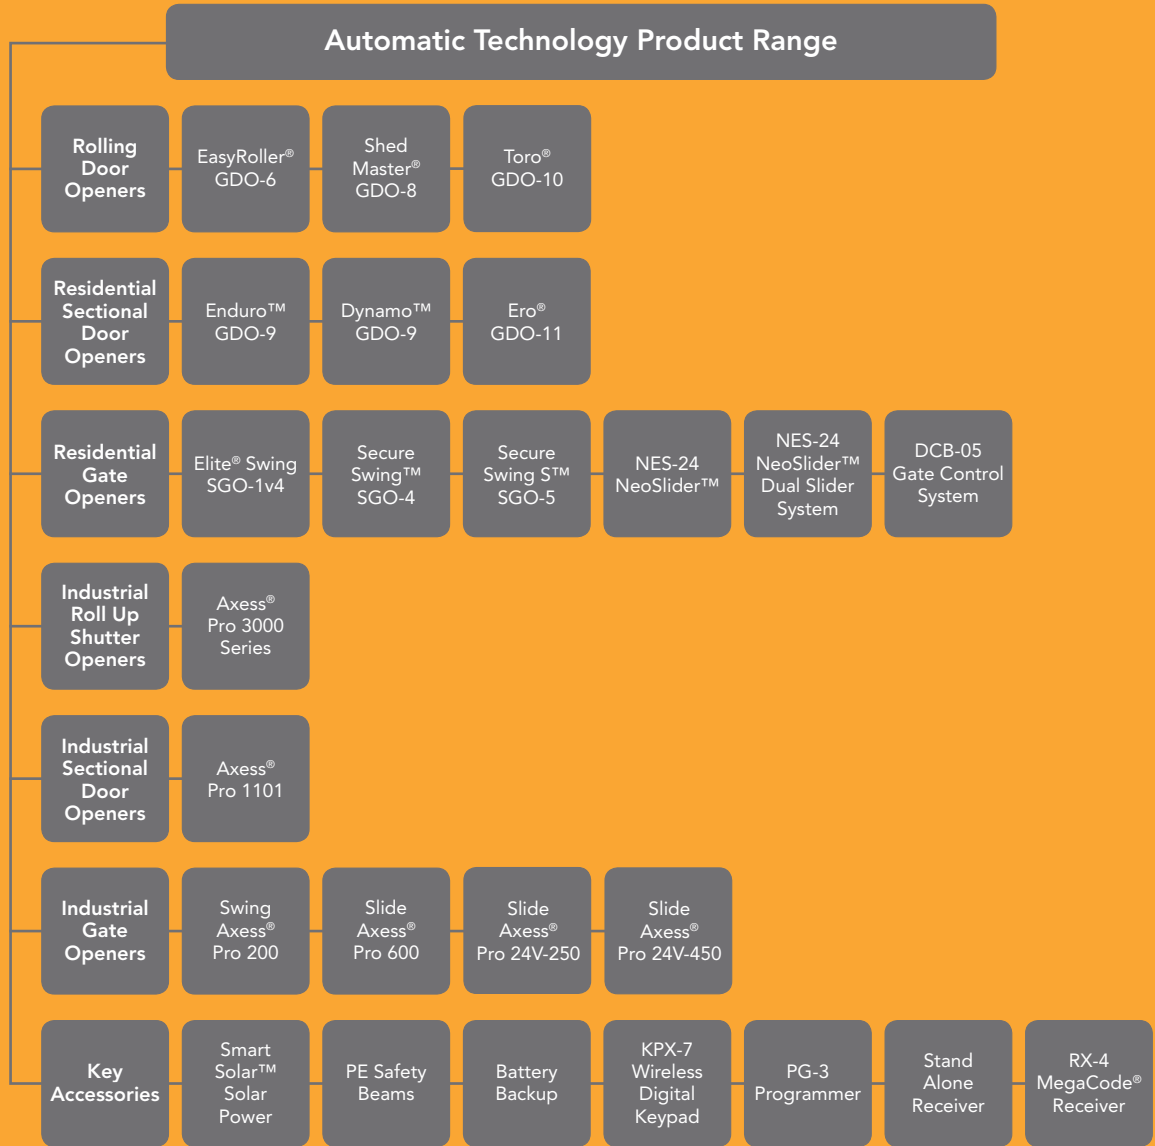 Automatic Technology Product Range
Rolling
Door
Openers
EasyRoller®
GDO-6
Shed
Master®
GDO-8
Toro®
GDO-10
Residential
Sectional
Door
Openers
Enduro™
GDO-9
Dynamo™
GDO-9
Ero®
GDO-11
Residential
Gate
Openers
Elite® Swing
SGO-1v4
Secure
Swing™
SGO-4
Secure
Swing S™
SGO-5
NES-24
NeoSlider™
NES-24
NeoSlider™
Dual Slider
System
DCB-05
Gate Control
System
Industrial
Roll Up
Shutter
Openers
Axess®
Pro 3000
Series
Industrial
Sectional
Door
Openers
Axess®
Pro 1101
Industrial
Gate
Openers
Swing
Axess®
Pro 200
Slide
Axess®
Pro 600
Slide
Axess®
Pro 24V-250
Slide
Axess®
Pro 24V-450
Key
Accessories
Smart
Solar™
Solar
Power
PE Safety
Beams
Battery
Backup
KPX-7
Wireless
Digital
Keypad
PG-3
Programmer
Stand
Alone
Receiver
RX-4
MegaCode®
Receiver